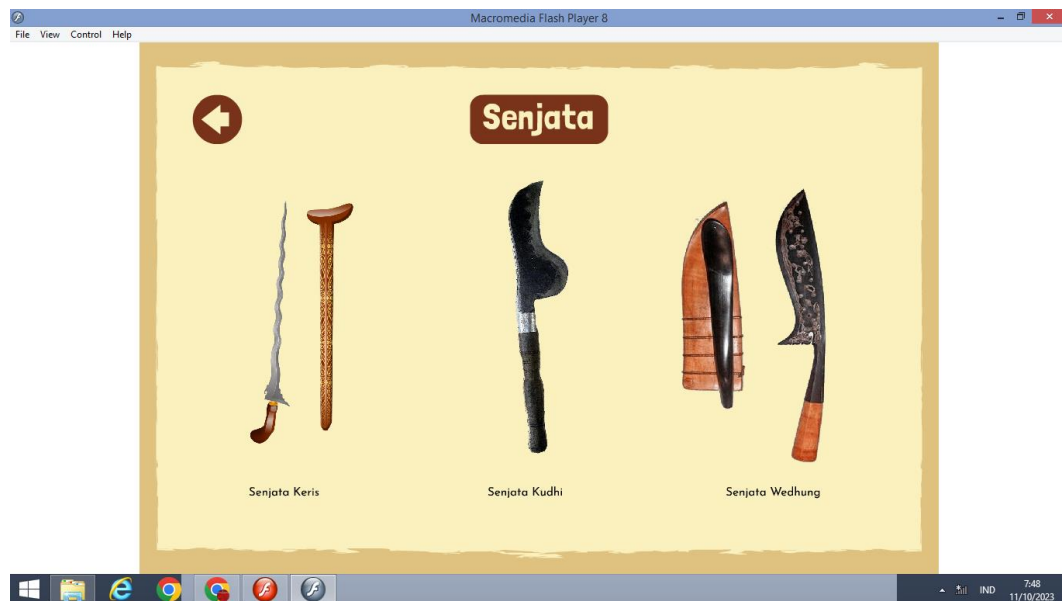 Macromedia Flash Player 8
File View Control Help
Senjata
Senjata Keris
Senjata Kudhi
Senjata Wedhung
IND
7:48
11/10/2023